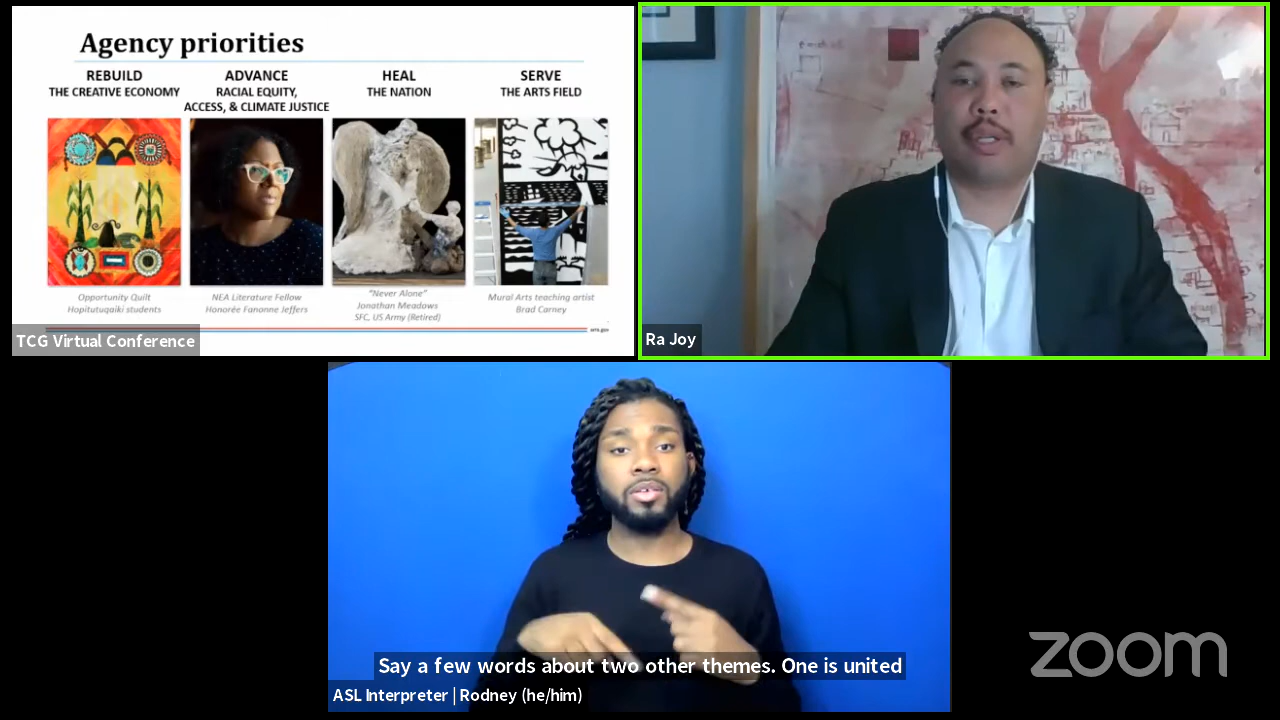 Agency priorities
REBUILD
THE CREATIVE ECONOMY
ADVANCE
RACIAL EQUITY,
ACCESS, & CLIMATE JUSTICE
HEAL
THE NATION
SERVE
THE ARTS FIELD
Opportunity Quilt
Hopitutuqaiki students
NEA Literature Fellow
Honorée Fanonne Jeffers
"Never Alone"
Jonathan Meadows
SFC, US Army (Retired)
Mural Arts teaching artist
Brad Carney
arts.gov
TCG Virtual Conference
Ra Joy
Say a few words about two other themes. One is united
ASL Interpreter | Rodney (he/him)
zoom